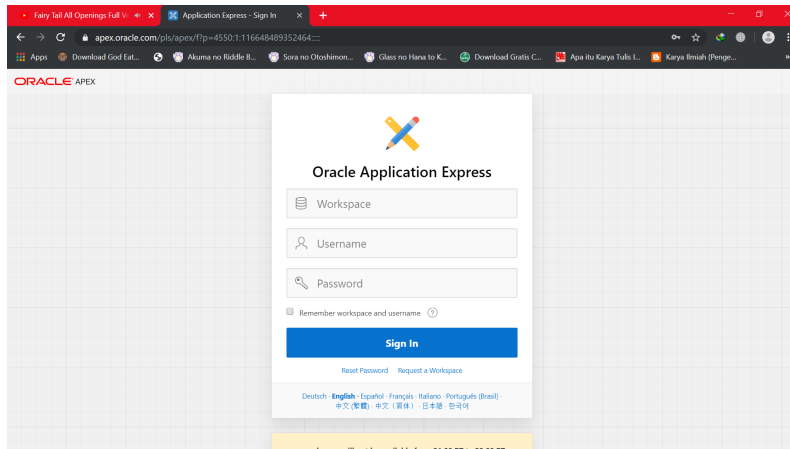 Fairy Tail All Openings Full Ve
Application Express - Sign In
apex.oracle.com/pls/apex/f?p=4550:1:116648489352464:::::
Apps
Download God Eat...
Akuma no Riddle B...
Sora no Otoshimon...
Glass no Hana to K...
Download Gratis C...
Apa itu Karya Tulis I...
Karya Ilmiah (Penge...
ORACLE APEX
Oracle Application Express
Workspace
Username
Password
Remember workspace and username ?
Sign In
Reset Password Request a Workspace
Deutsch · English · Español · Français · Italiano · Português (Brasil) ·
中文 (繁體) · 中文（简体） · 日本語 · 한국어